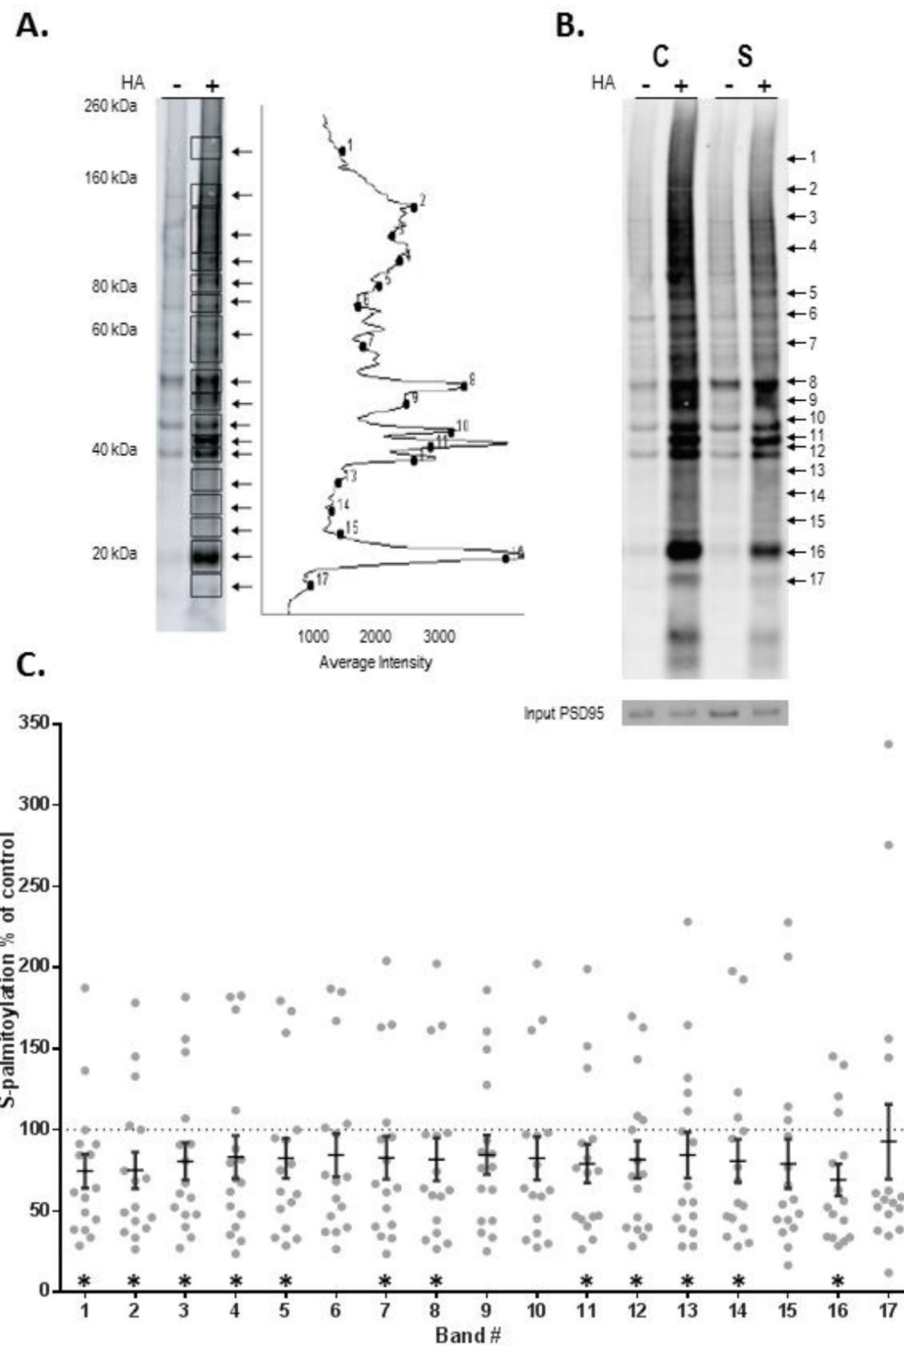 A.
HA - +
260 kDa
160 kDa
80 kDa
60 kDa
40 kDa
20 kDa
1
2
3
4
5
6
7
8
9
10
11
13
14
15
16
17
1000 2000 3000
Average Intensity
B.
C S
HA - + - +
1
2
3
4
5
6
7
8
9
10
11
12
13
14
15
16
17
Input PSD95
C.
S-palmitoylation % of control
350
300
250
200
150
100
50
0
* * * * * * * * * * * *
1 2 3 4 5 6 7 8 9 10 11 12 13 14 15 16 17
Band #